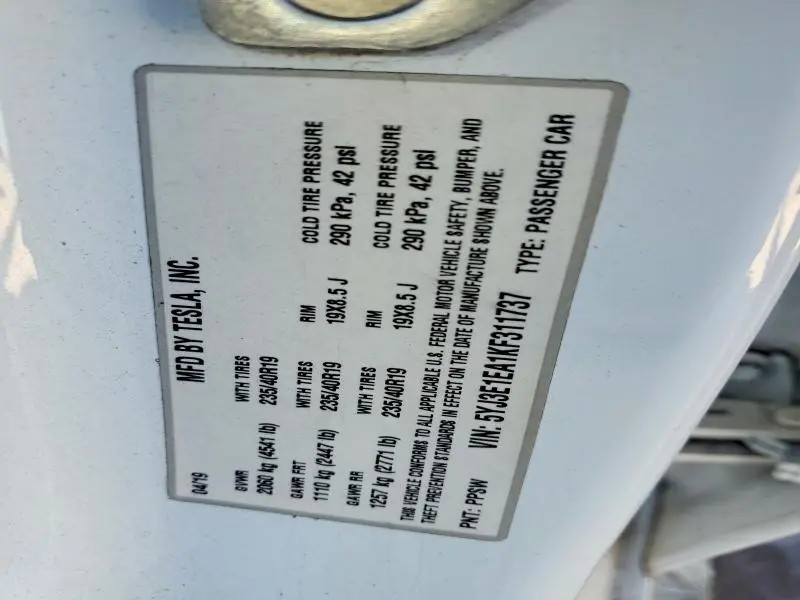 MFD BY TESLA, INC.
04/19
GVWR WITH TIRES RIM COLD TIRE PRESSURE
2060 kg (4541 lb) 235/40R19 19X8.5 J 290 kPa, 42 psi
GAWR FRT WITH TIRES RIM COLD TIRE PRESSURE
1110 kg (2447 lb) 235/40R19 19X8.5 J 290 kPa, 42 psi
GAWR RR WITH TIRES
1257 kg (2771 lb) 235/40R19
THIS VEHICLE CONFORMS TO ALL APPLICABLE U.S. FEDERAL MOTOR VEHICLE SAFETY, BUMPER, AND
THEFT PREVENTION STANDARDS IN EFFECT ON THE DATE OF MANUFACTURE SHOWN ABOVE.
PNT: PPSW VIN: 5YJ3E1EA1KF311737 TYPE: PASSENGER CAR